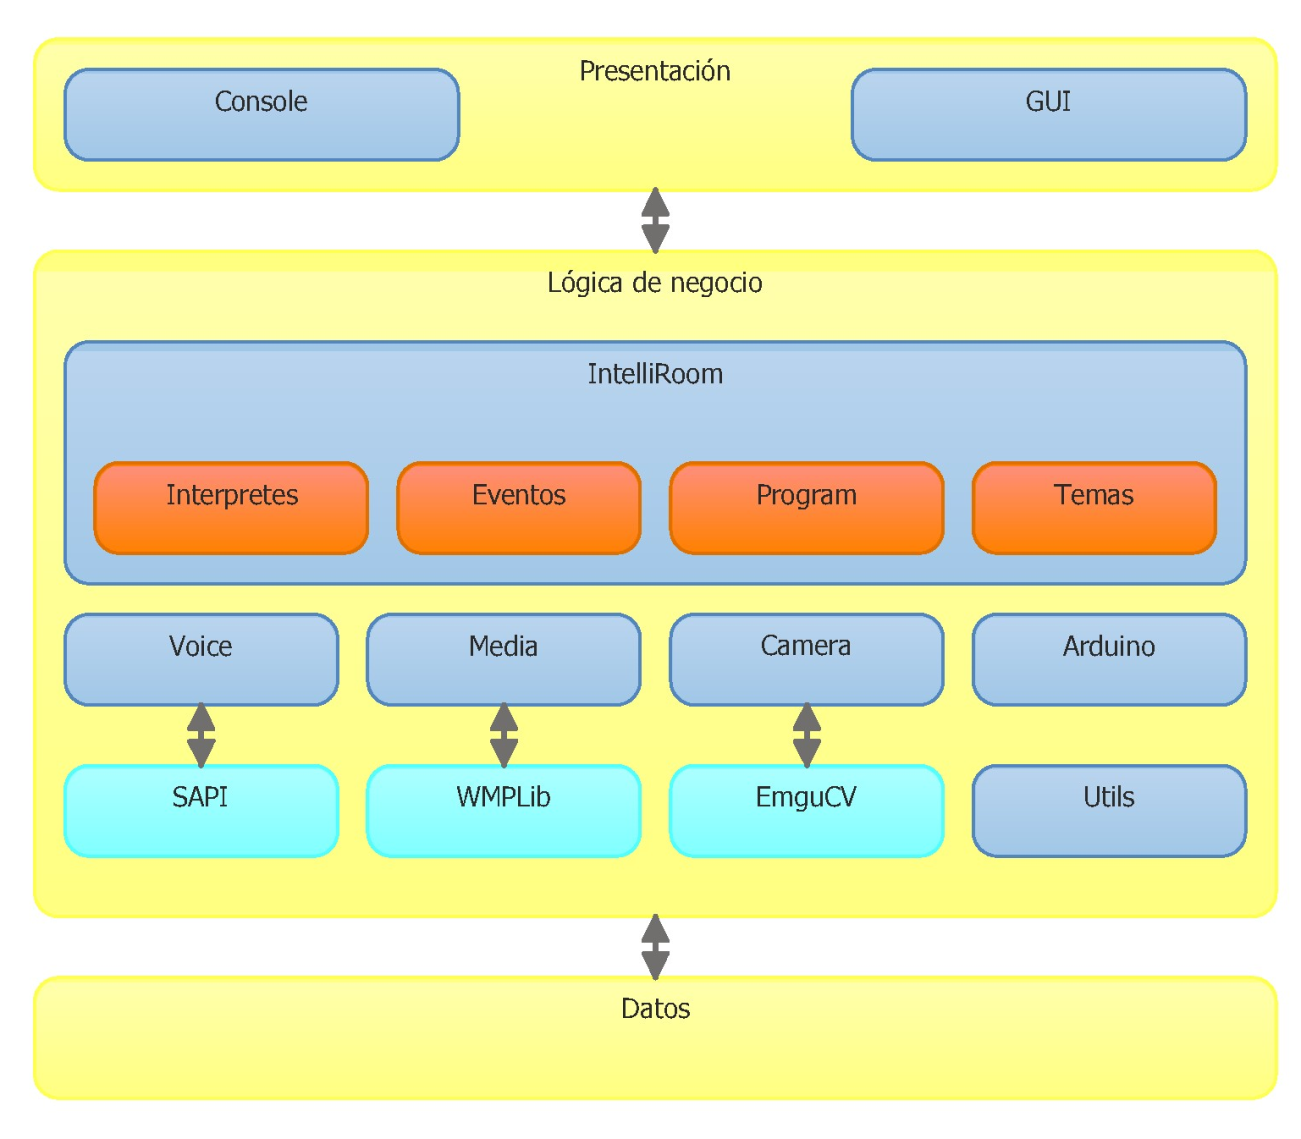 Presentación
Console
GUI
Lógica de negocio
IntelliRoom
Interpretes
Eventos
Program
Temas
Voice
Media
Camera
Arduino
SAPI
WMPLib
EmguCV
Utils
Datos